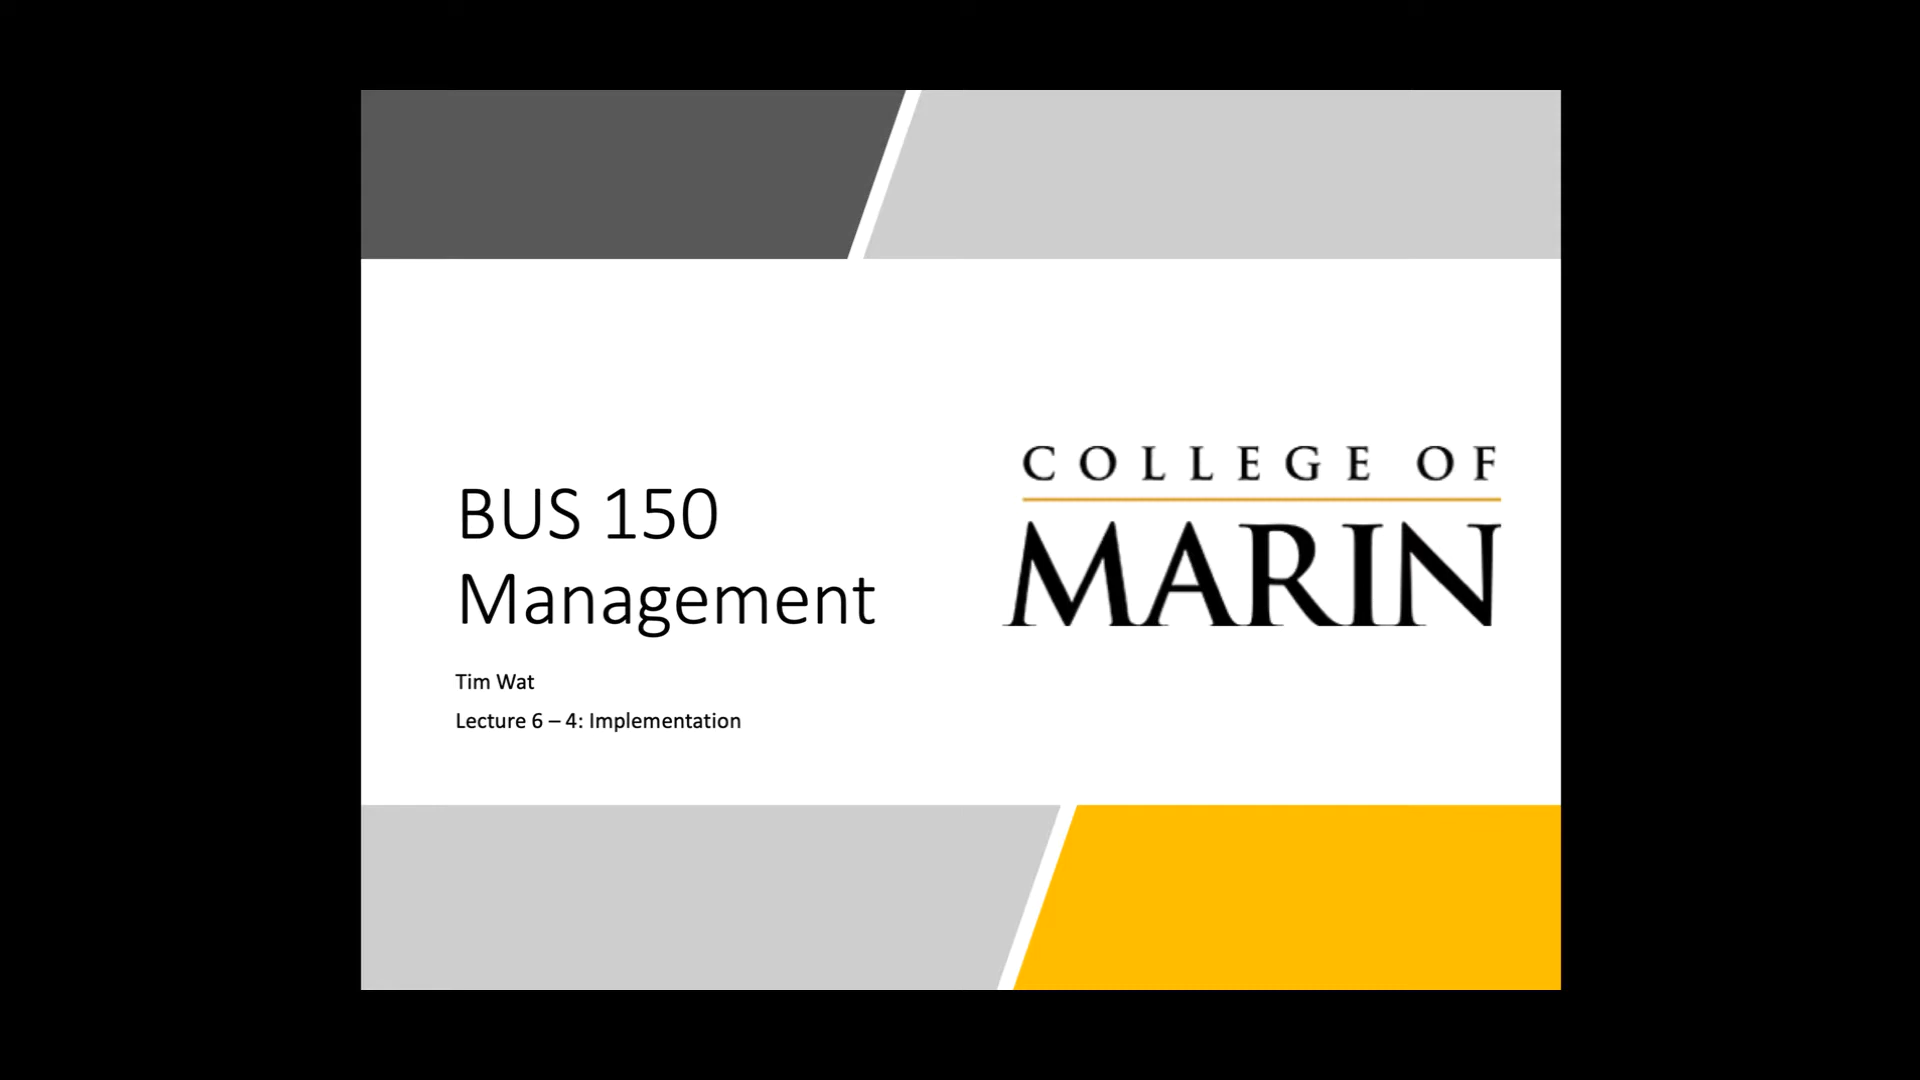 BUS 150
Management
Tim Wat
Lecture 6 – 4: Implementation
COLLEGE OF
MARIN